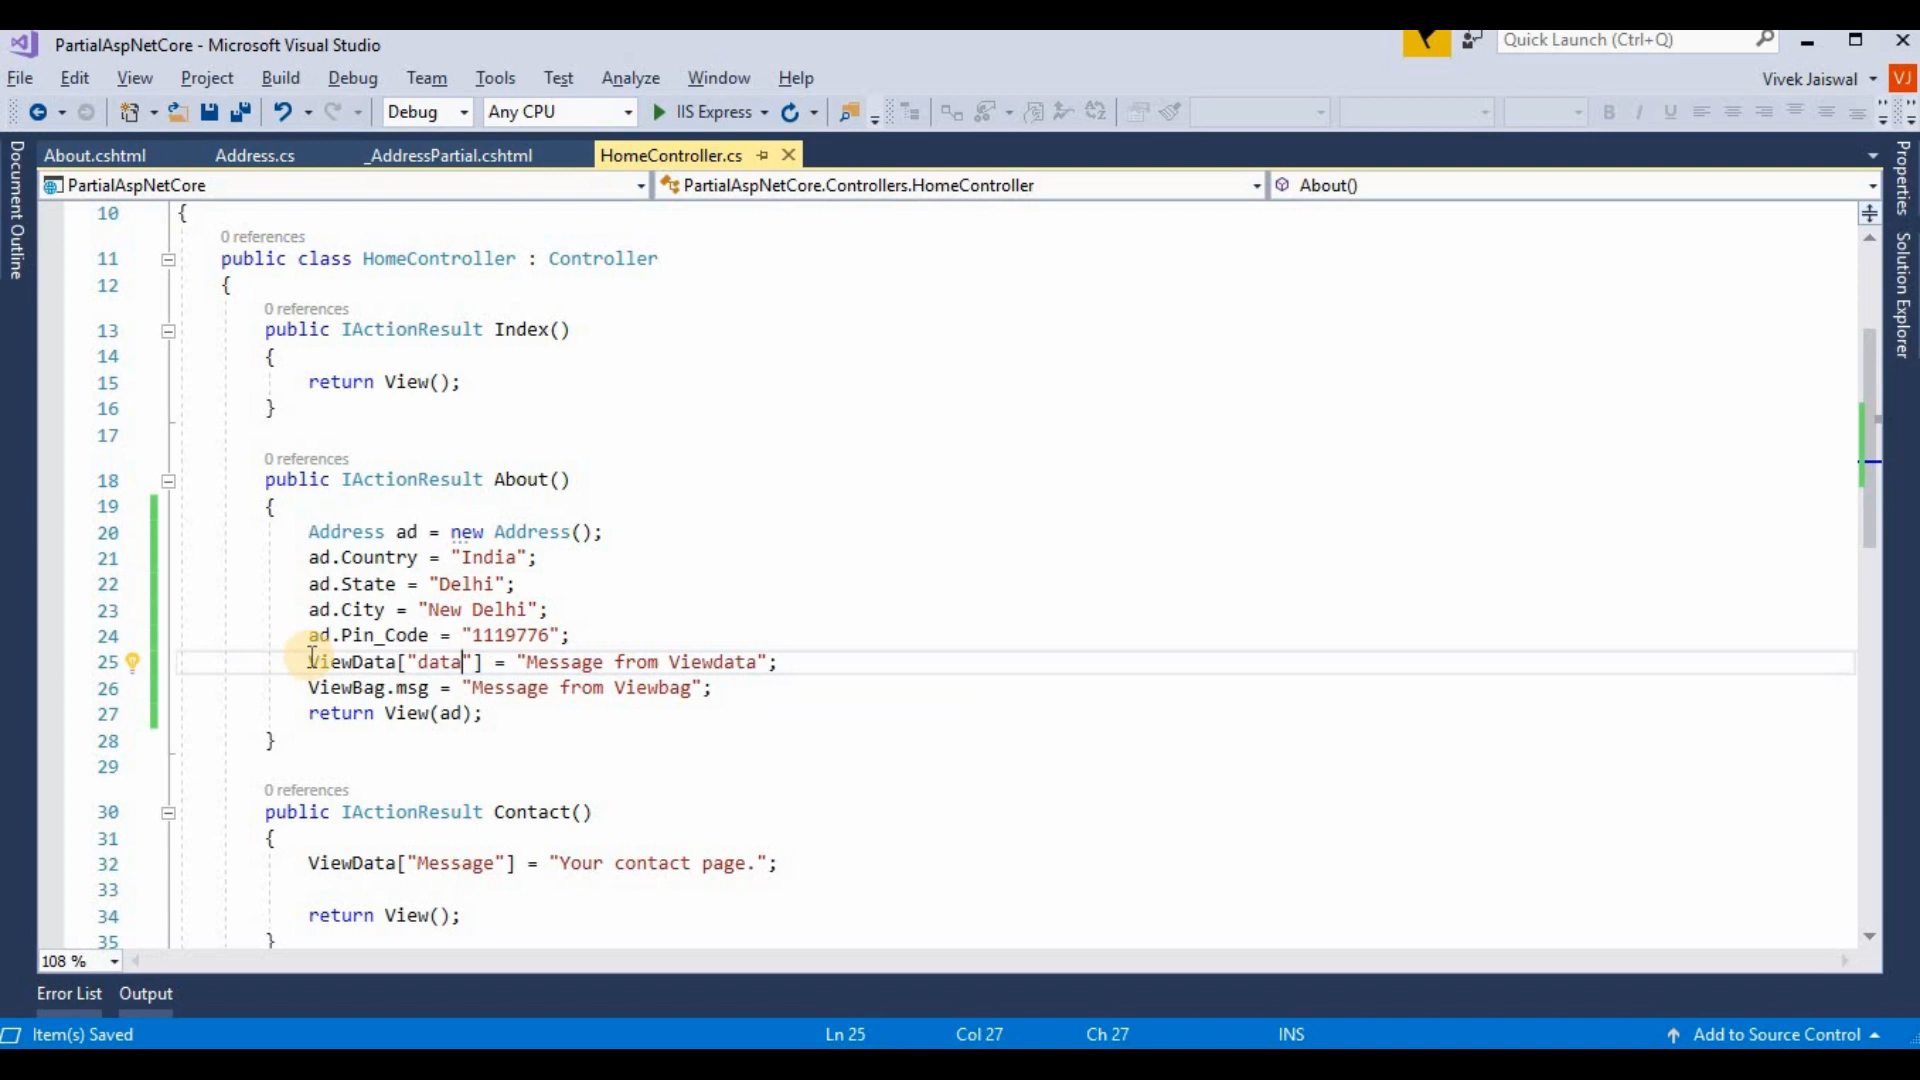 PartialAspNetCore - Microsoft Visual Studio
Quick Launch (Ctrl+Q)
File Edit View Project Build Debug Team Tools Test Analyze Window Help
Vivek Jaiswal VJ
Debug Any CPU IIS Express
Document Outline
About.cshtml Address.cs _AddressPartial.cshtml HomeController.cs
Properties
Solution Explorer
PartialAspNetCore PartialAspNetCore.Controllers.HomeController About()
10 {
0 references
11 public class HomeController : Controller
12 {
0 references
13 public IActionResult Index()
14 {
15 return View();
16 }
17
0 references
18 public IActionResult About()
19 {
20 Address ad = new Address();
21 ad.Country = "India";
22 ad.State = "Delhi";
23 ad.City = "New Delhi";
24 ad.Pin_Code = "1119776";
25 ViewData["data"] = "Message from Viewdata";
26 ViewBag.msg = "Message from Viewbag";
27 return View(ad);
28 }
29
0 references
30 public IActionResult Contact()
31 {
32 ViewData["Message"] = "Your contact page.";
33
34 return View();
35 }
108 %
Error List Output
Item(s) Saved Ln 25 Col 27 Ch 27 INS Add to Source Control